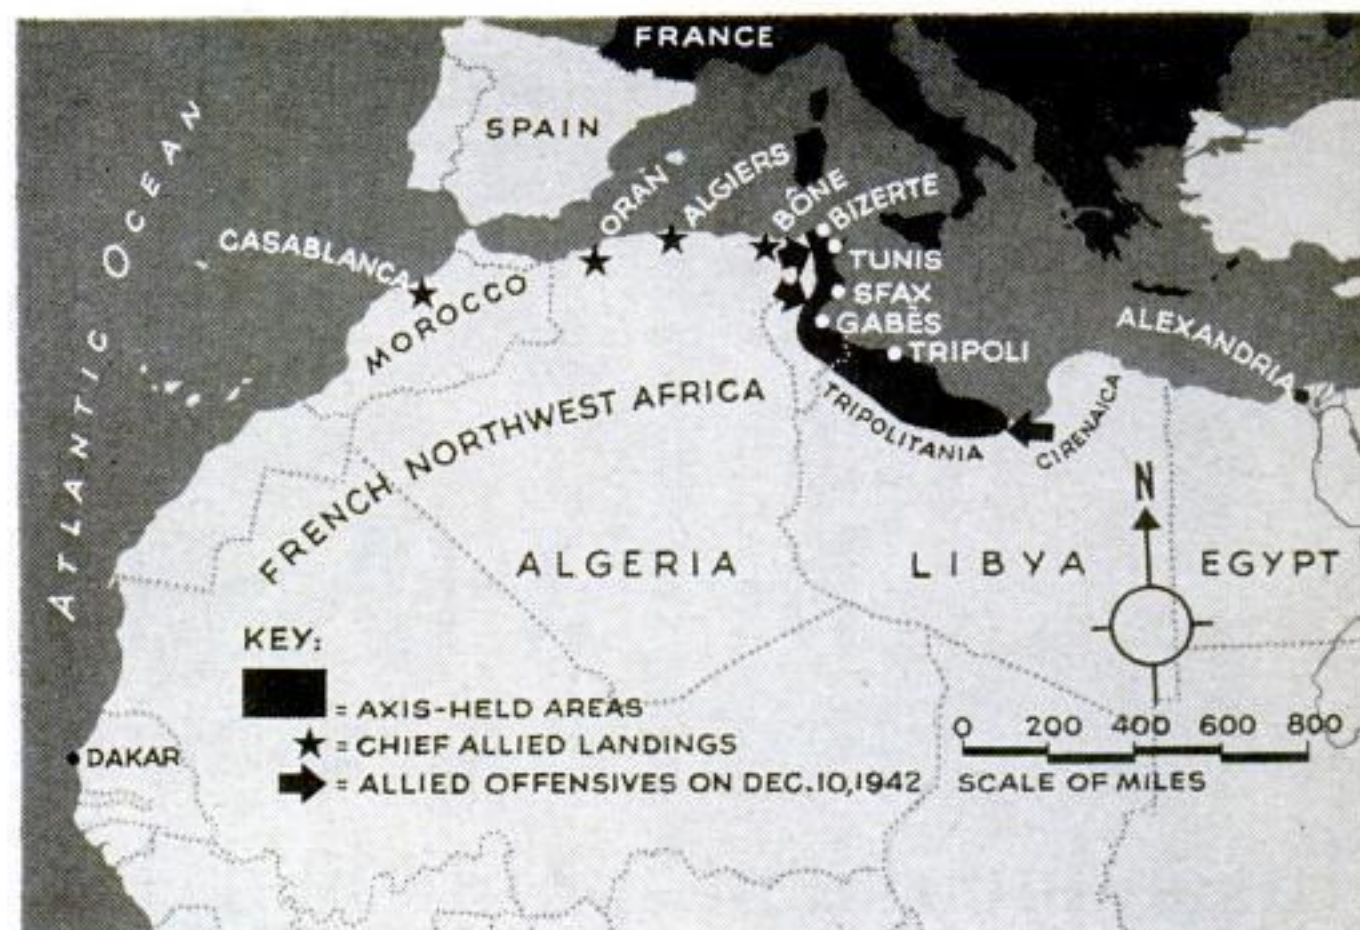 FRANCE
SPAIN
ATLANTIC OCEAN
CASABLANCA
ORAN
ALGIERS
BÔNE
BIZERTE
TUNIS
SFAX
GABÈS
TRIPOLI
ALEXANDRIA
MOROCCO
FRENCH NORTHWEST AFRICA
TRIPOLITANIA
CIRENAICA
N
ALGERIA
LIBYA
EGYPT
KEY:
= AXIS-HELD AREAS
= CHIEF ALLIED LANDINGS
= ALLIED OFFENSIVES ON DEC. 10, 1942
0 200 400 600 800
SCALE OF MILES
DAKAR